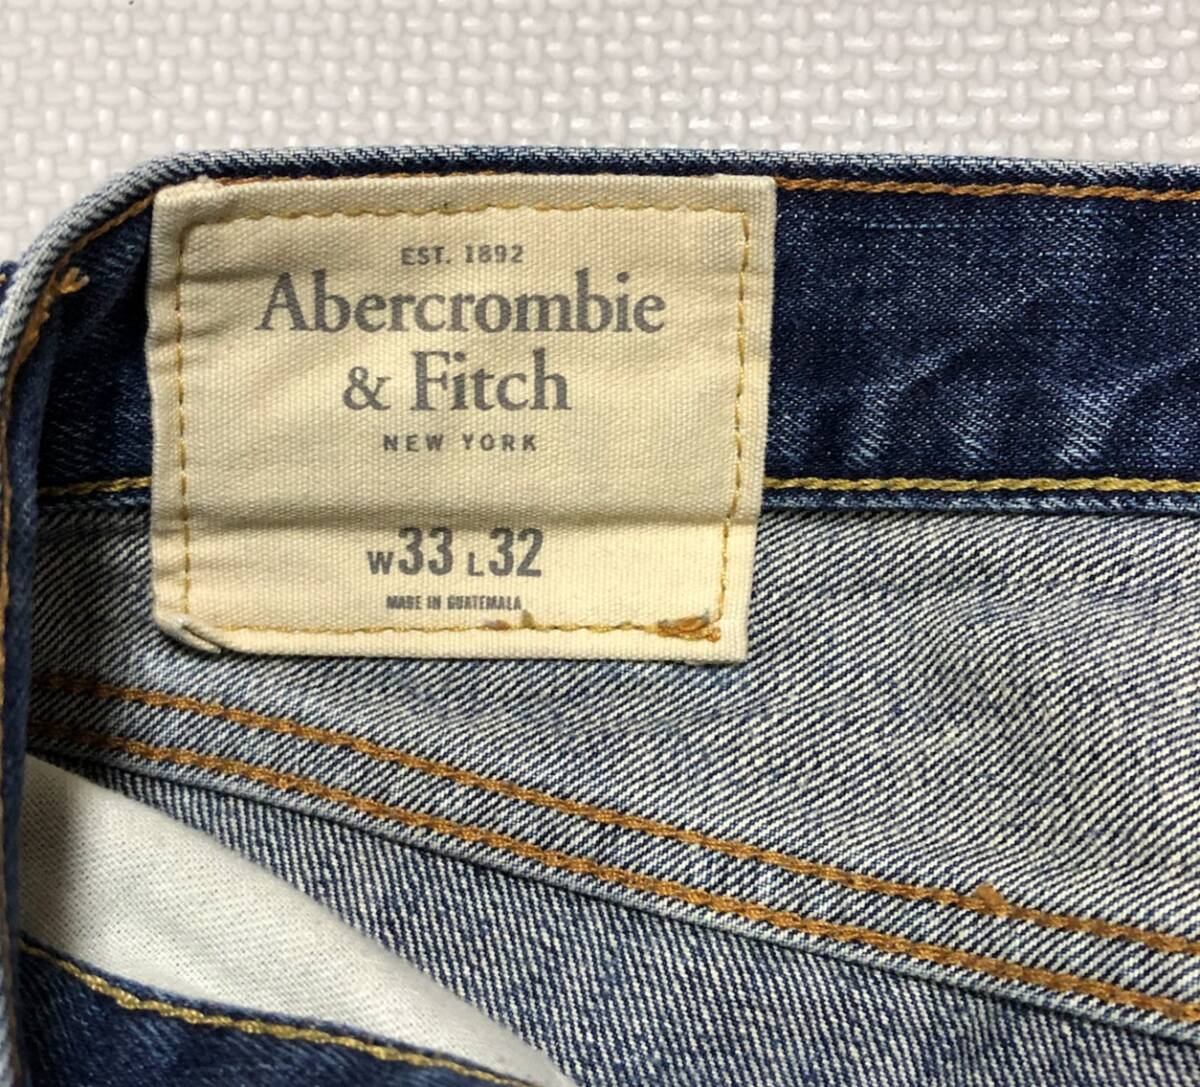 EST. 1892
Abercrombie
& Fitch
NEW YORK
W33 L32
MADE IN GUATEMALA